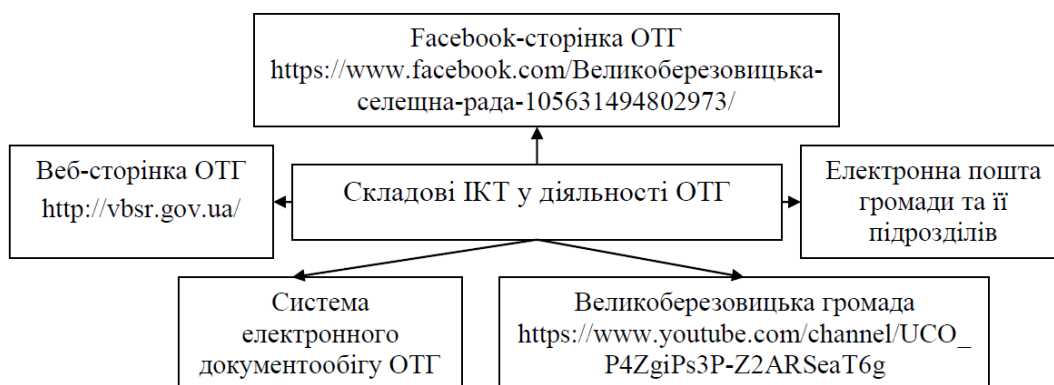 Facebook-сторінка ОТГ
https://www.facebook.com/Великоберезовицька-
селещна-рада-105631494802973/
Веб-сторінка ОТГ
http://vbsr.gov.ua/
Складові ІКТ у діяльності ОТГ
Електронна пошта
громади та її
підрозділів
Система
електронного
документообігу ОТГ
Великоберезовицька громада
https://www.youtube.com/channel/UCO_
P4ZgiPs3P-Z2ARSeaT6g